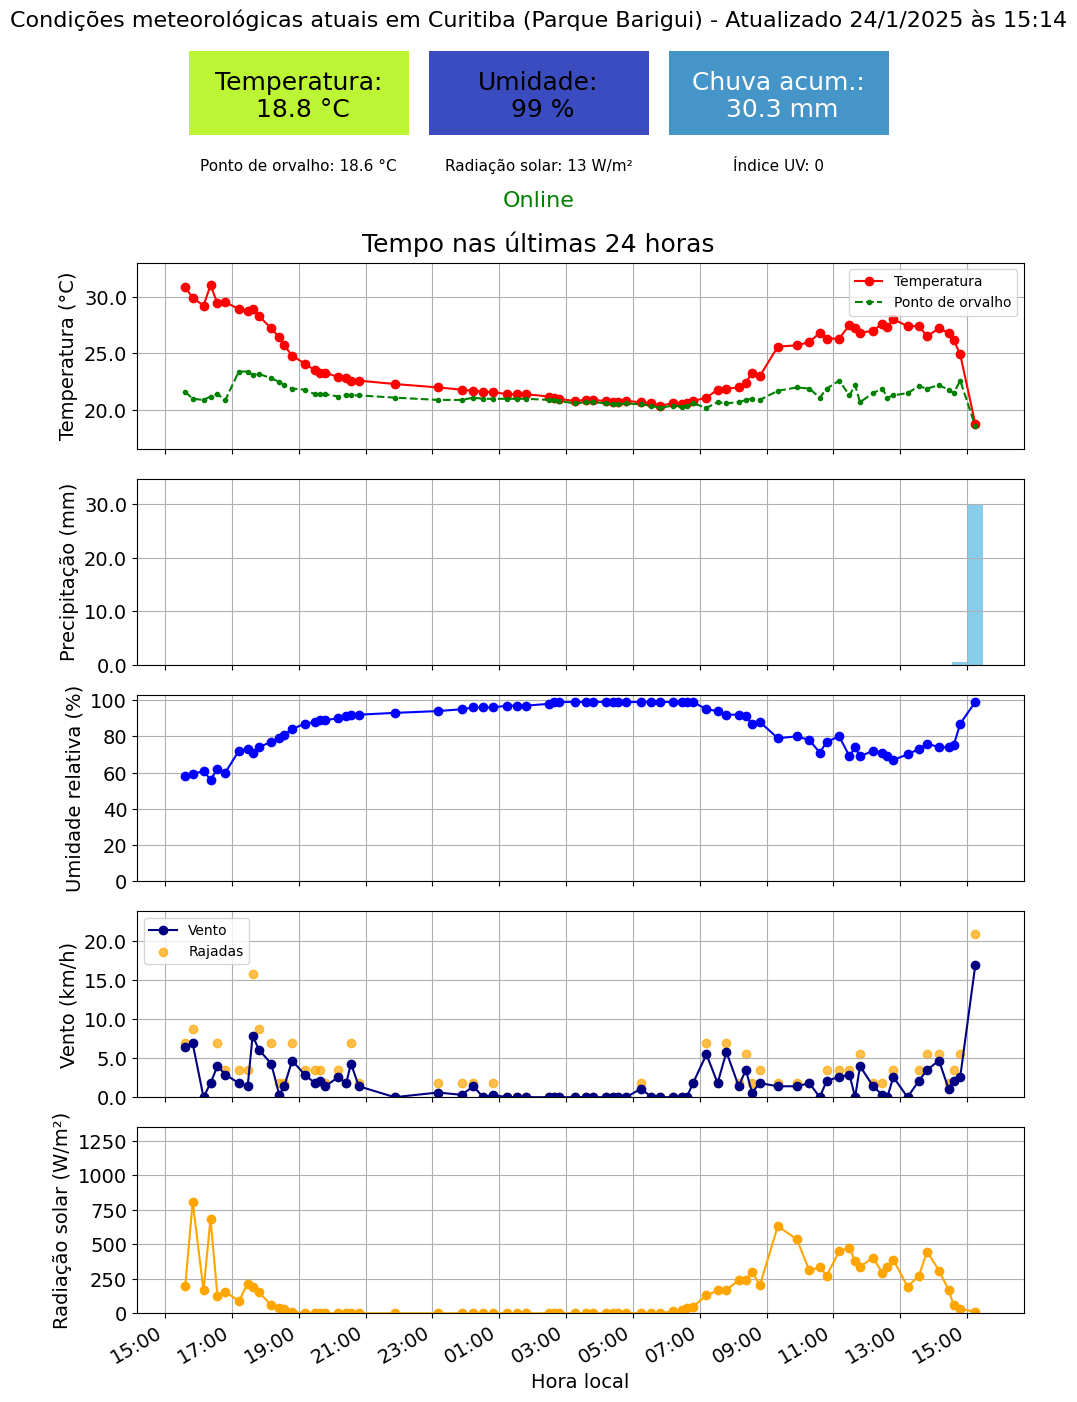 Condições meteorológicas atuais em Curitiba (Parque Barigui) - Atualizado 24/1/2025 às 15:14
Temperatura:
18.8 °C
Umidade:
99 %
Chuva acum.:
30.3 mm
Ponto de orvalho: 18.6 °C
Radiação solar: 13 W/m²
Índice UV: 0
Online
Tempo nas últimas 24 horas
Temperatura (°C)
30.0
25.0
20.0
Temperatura
Ponto de orvalho
Precipitação (mm)
30.0
20.0
10.0
0.0
Umidade relativa (%)
100
80
60
40
20
0
Vento (km/h)
20.0
15.0
10.0
5.0
0.0
Vento
Rajadas
Radiação solar (W/m²)
1250
1000
750
500
250
0
15:00
17:00
19:00
21:00
23:00
01:00
03:00
05:00
07:00
09:00
11:00
13:00
15:00
Hora local